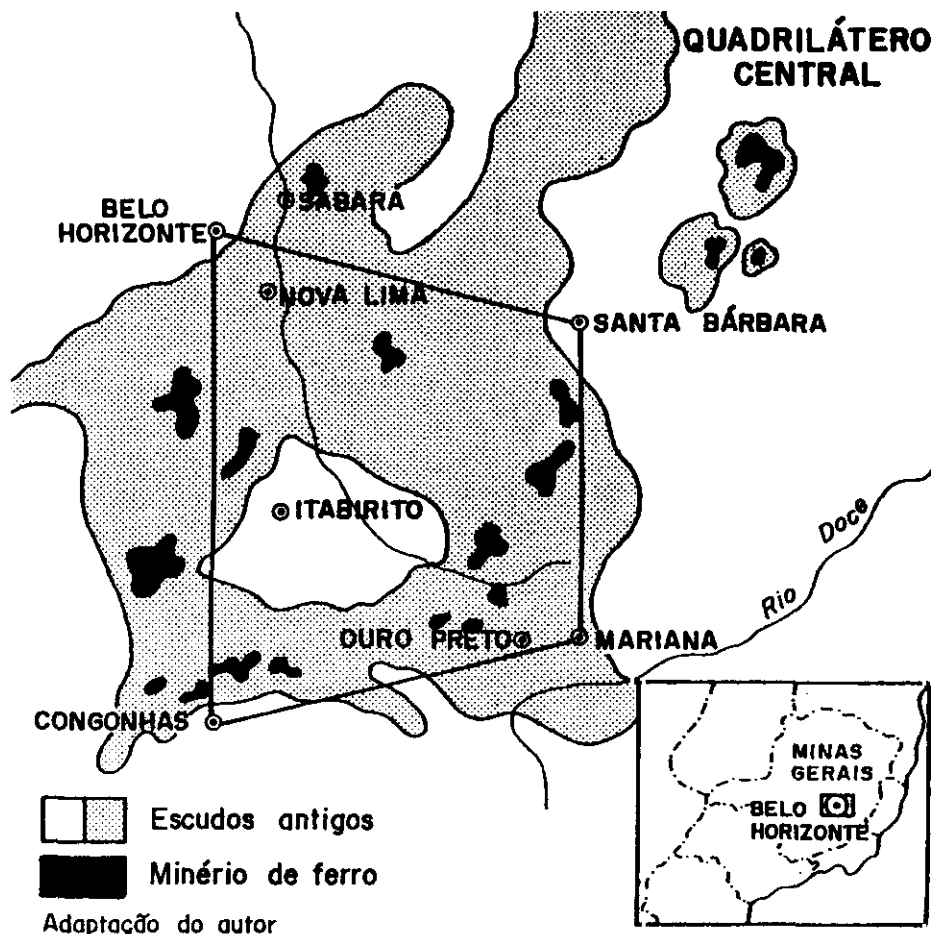 QUADRILÁTERO
CENTRAL
SABARÁ
BELO
HORIZONTE
NOVA LIMA
SANTA BÁRBARA
ITABIRITO
Rio Doce
OURO PRETO
MARIANA
CONGONHAS
MINAS
GERAIS
BELO
HORIZONTE
Escudos antigos
Minério de ferro
Adaptação do autor